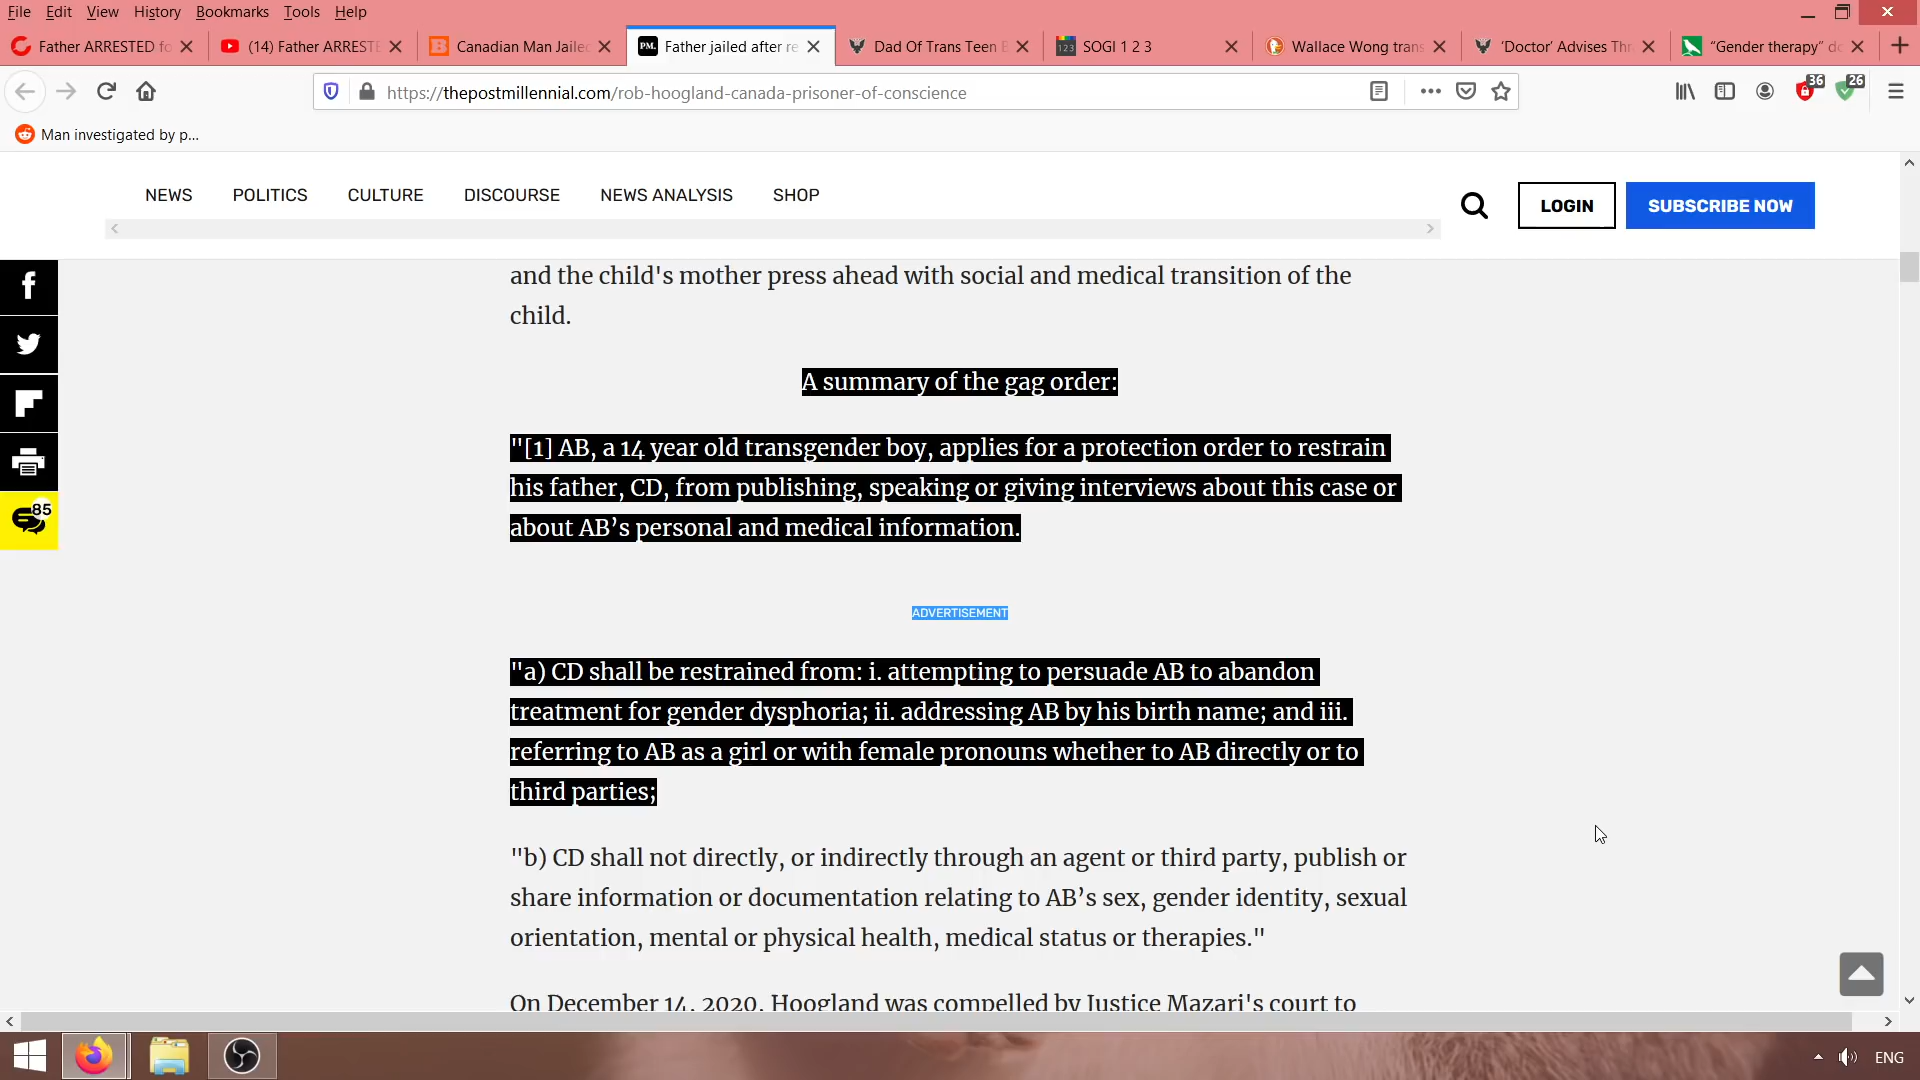 File Edit View History Bookmarks Tools Help
Father ARRESTED fo
(14) Father ARREST
Canadian Man Jailed
PM. Father jailed after re
Dad Of Trans Teen
123 SOGI 1 2 3
Wallace Wong trans
'Doctor' Advises Thr
"Gender therapy" do
https://thepostmillennial.com/rob-hoogland-canada-prisoner-of-conscience
36
26
Man investigated by p...
NEWS POLITICS CULTURE DISCOURSE NEWS ANALYSIS SHOP
LOGIN
SUBSCRIBE NOW
and the child's mother press ahead with social and medical transition of the
child.
A summary of the gag order:
"[1] AB, a 14 year old transgender boy, applies for a protection order to restrain
his father, CD, from publishing, speaking or giving interviews about this case or
about AB’s personal and medical information.
85
ADVERTISEMENT
"a) CD shall be restrained from: i. attempting to persuade AB to abandon
treatment for gender dysphoria; ii. addressing AB by his birth name; and iii.
referring to AB as a girl or with female pronouns whether to AB directly or to
third parties;
"b) CD shall not directly, or indirectly through an agent or third party, publish or
share information or documentation relating to AB’s sex, gender identity, sexual
orientation, mental or physical health, medical status or therapies."
On December 14, 2020, Hoogland was compelled by Justice Mazari's court to
ENG